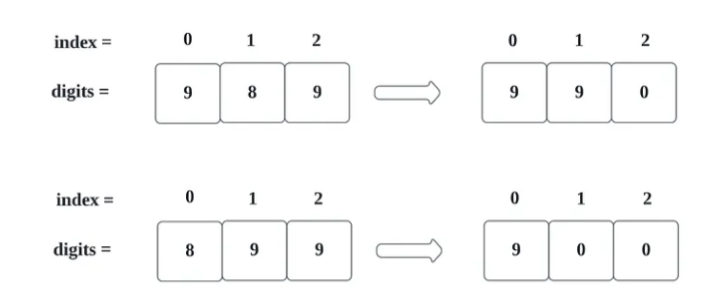 index = 0 1 2 0 1 2
digits = 9 8 9 9 9 0
index = 0 1 2 0 1 2
digits = 8 9 9 9 0 0